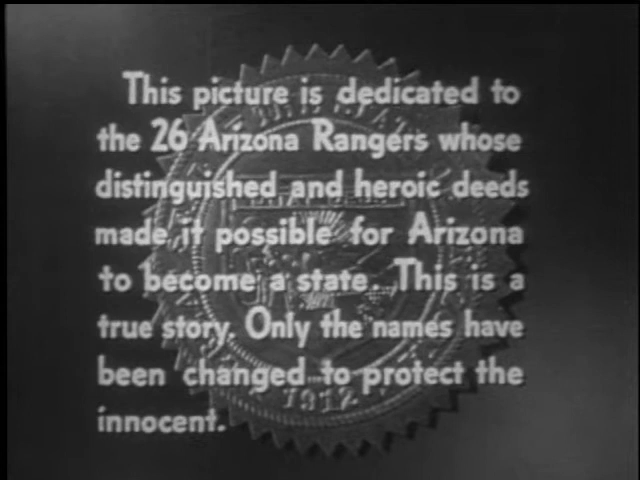 This picture is dedicated to
the 26 Arizona Rangers whose
distinguished and heroic deeds
made it possible for Arizona
to become a state. This is a
true story. Only the names have
been changed to protect the
innocent.
1912